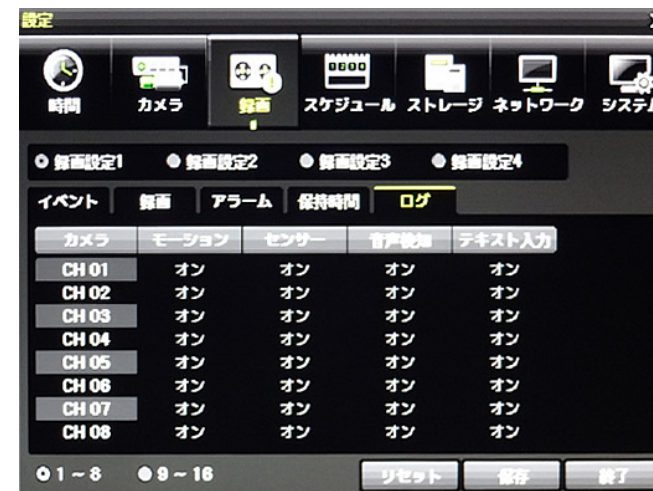 設定
時間 カメラ 録画 スケジュール ストレージ ネットワーク システム
録画設定1 録画設定2 録画設定3 録画設定4
イベント 録画 アラーム 保持時間 ログ
カメラ モーション センサー 音声検知 テキスト入力
CH 01 オン オン オン オン
CH 02 オン オン オン オン
CH 03 オン オン オン オン
CH 04 オン オン オン オン
CH 05 オン オン オン オン
CH 06 オン オン オン オン
CH 07 オン オン オン オン
CH 08 オン オン オン オン
1 ~ 8 9 ~ 16 リセット 保存 終了